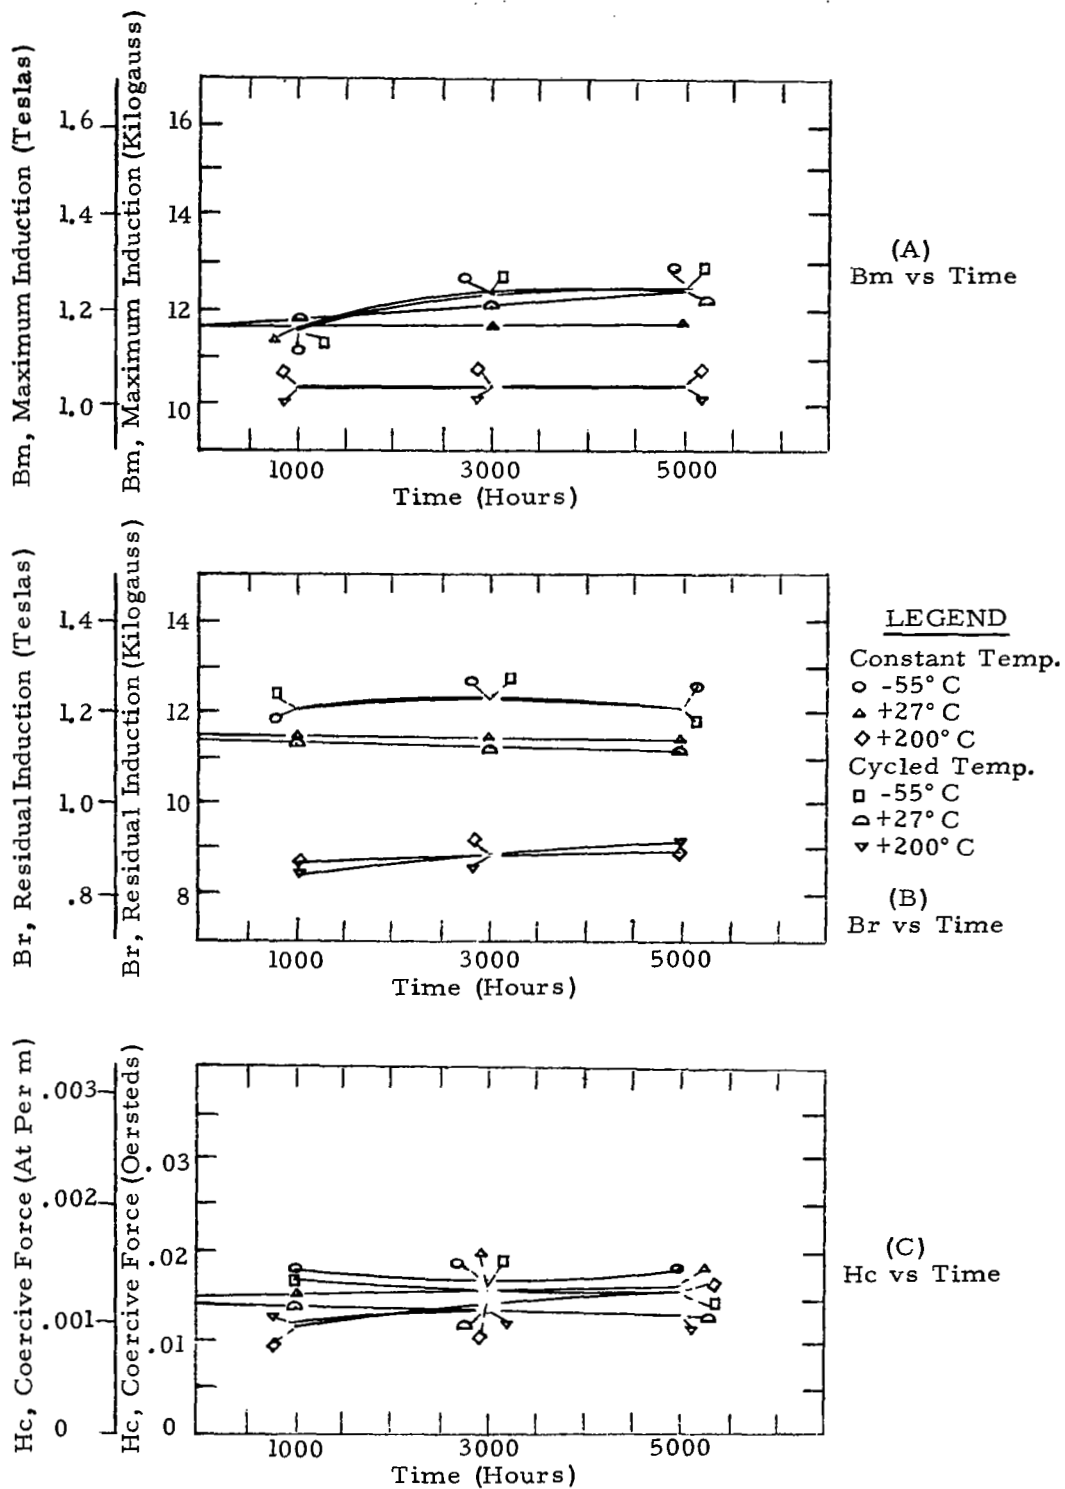 Bm, Maximum Induction (Teslas)
Bm, Maximum Induction (Kilogauss)
1.6
1.4
1.2
1.0
16
14
12
10
1000 3000 5000
Time (Hours)
(A)
Bm vs Time
Br, Residual Induction (Teslas)
Br, Residual Induction (Kilogauss)
1.4
1.2
1.0
.8
14
12
10
8
1000 3000 5000
Time (Hours)
LEGEND
Constant Temp.
-55° C
+27° C
+200° C
Cycled Temp.
-55° C
+27° C
+200° C
(B)
Br vs Time
Hc, Coercive Force (At Per m)
Hc, Coercive Force (Oersteds)
.003
.002
.001
0
.03
.02
.01
0
1000 3000 5000
Time (Hours)
(C)
Hc vs Time